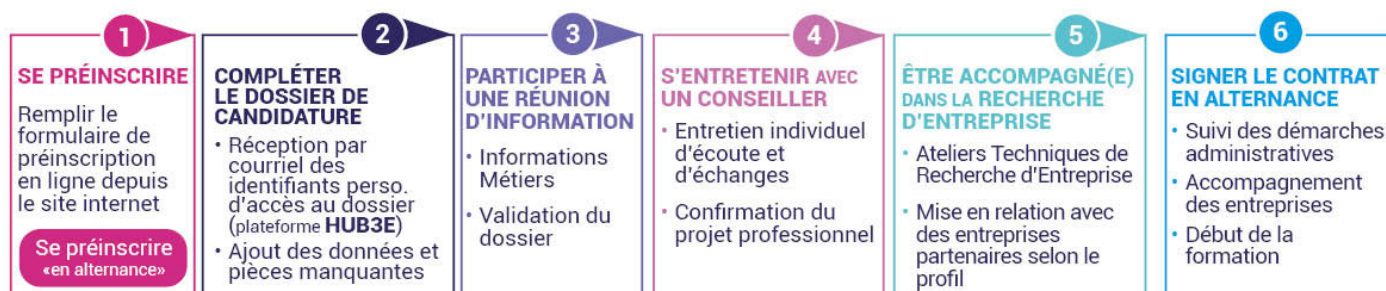 1
SE PRÉINSCRIRE
Remplir le
formulaire de
préinscription
en ligne depuis
le site internet
Se préinscrire
«en alternance»
2
COMPLÉTER
LE DOSSIER DE
CANDIDATURE
• Réception par
courriel des
identifiants perso.
d'accès au dossier
(plateforme HUB3E)
• Ajout des données et
pièces manquantes
3
PARTICIPER À
UNE RÉUNION
D'INFORMATION
• Informations
Métiers
• Validation du
dossier
4
S'ENTRETENIR AVEC
UN CONSEILLER
• Entretien individuel
d'écoute et
d'échanges
• Confirmation du
projet professionnel
5
ÊTRE ACCOMPAGNÉ(E)
DANS LA RECHERCHE
D'ENTREPRISE
• Ateliers Techniques de
Recherche d'Entreprise
• Mise en relation avec
des entreprises
partenaires selon le
profil
6
SIGNER LE CONTRAT
EN ALTERNANCE
• Suivi des démarches
administratives
• Accompagnement
des entreprises
• Début de la
formation